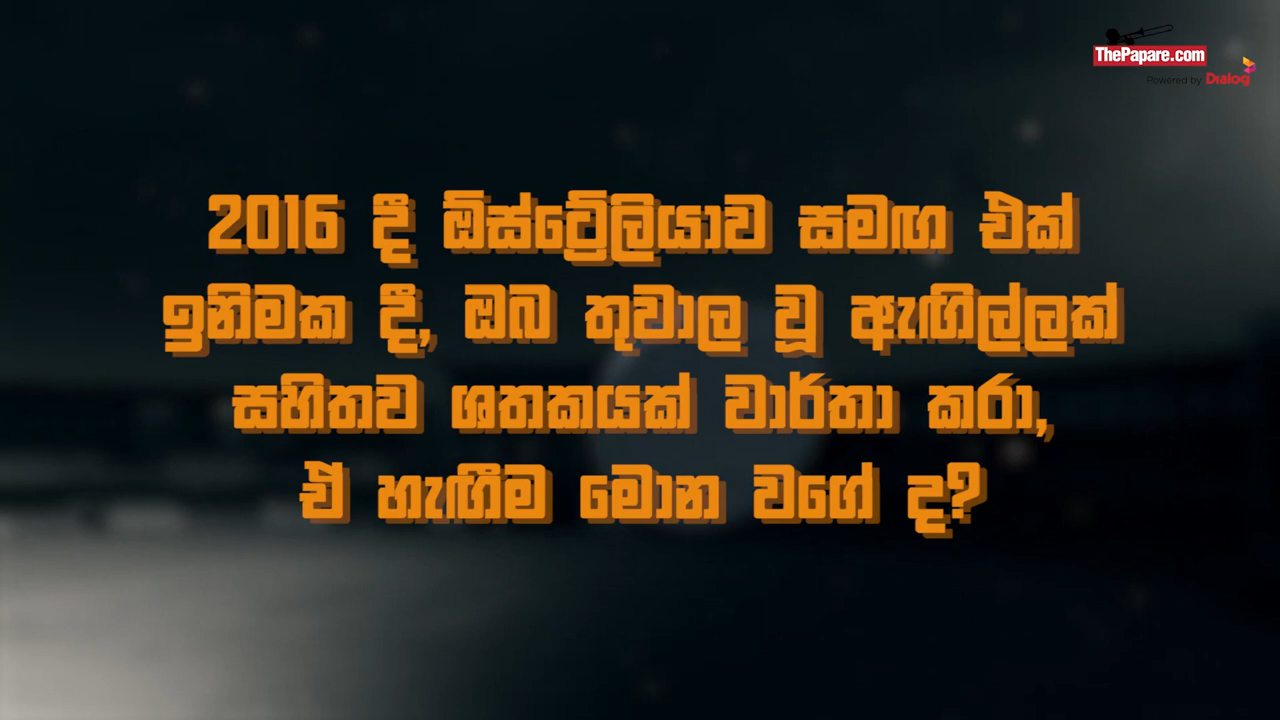 ThePapare.com
Powered by Dialog
2016 දී ඕස්ට්‍රේලියාව සමඟ එක්
ඉනිමක දී, ඔබ තුවාල වූ ඇඟිල්ලක්
සහිතව ශතකයක් වාර්තා කරා,
ඒ හැඟීම මොන වගේ ද?